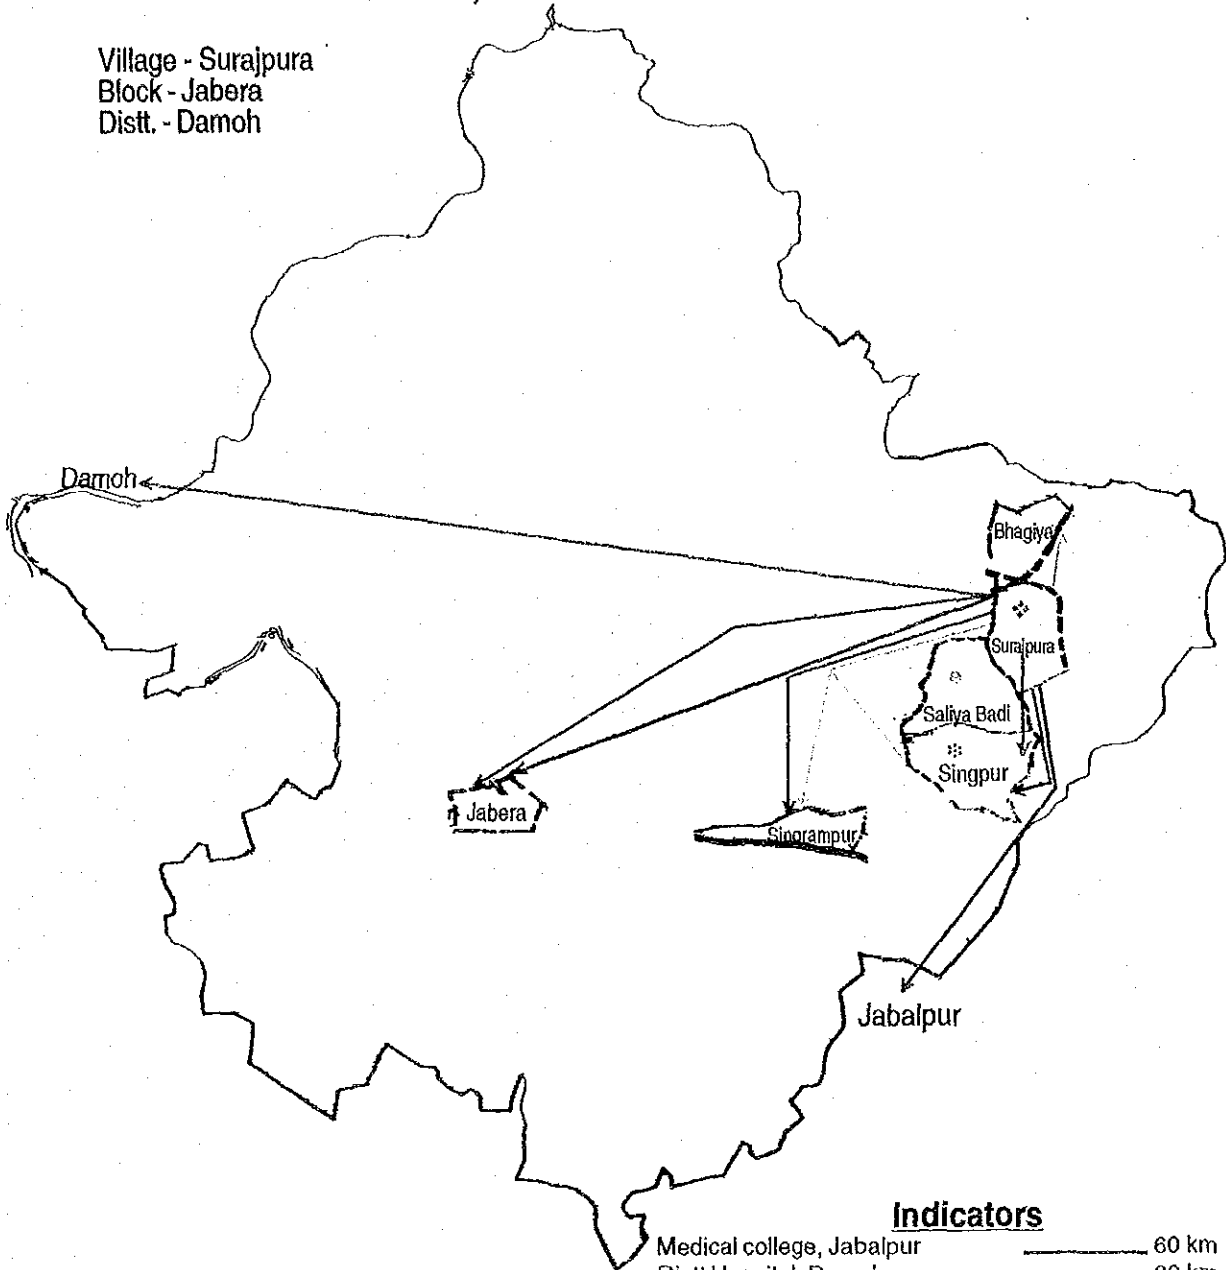 Village - Surajpura
Block - Jabera
Distt. - Damoh
Damoh
Bhagiya
Surajpura
Saliya Badi
Singpur
Jabera
Singrampur
Jabalpur
Indicators
Medical college, Jabalpur 60 km